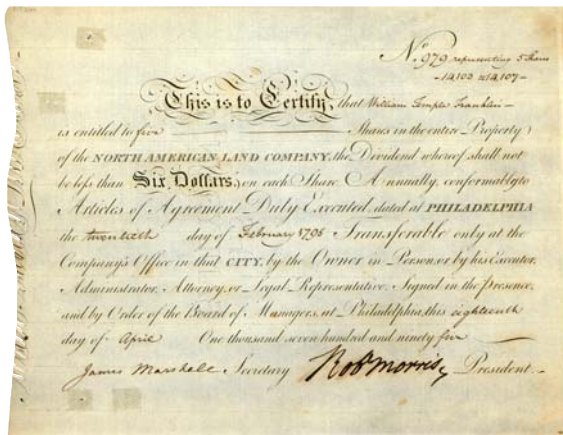 No. 979 representing 5 Shares
- 14,103 to 14,107 -
This is to Certify, that William Temple Franklin -
is entitled to five Shares in the entire Property
of the NORTH AMERICAN LAND COMPANY, the Dividend whereof shall not
be less than Six Dollars, on each Share Annually, conformably to
Articles of Agreement Duly Executed, dated at PHILADELPHIA
the twentieth day of February 1795 Transferable only at the
Company's Office in that CITY, by the Owner in Person, or by his Executor,
Administrator, Attorney, or Legal Representative. Signed in the Presence,
and by Order of the Board of Managers, at Philadelphia, this eighteenth
day of April One thousand seven hundred and ninety five
James Marshall Secretary Rob Morris President.